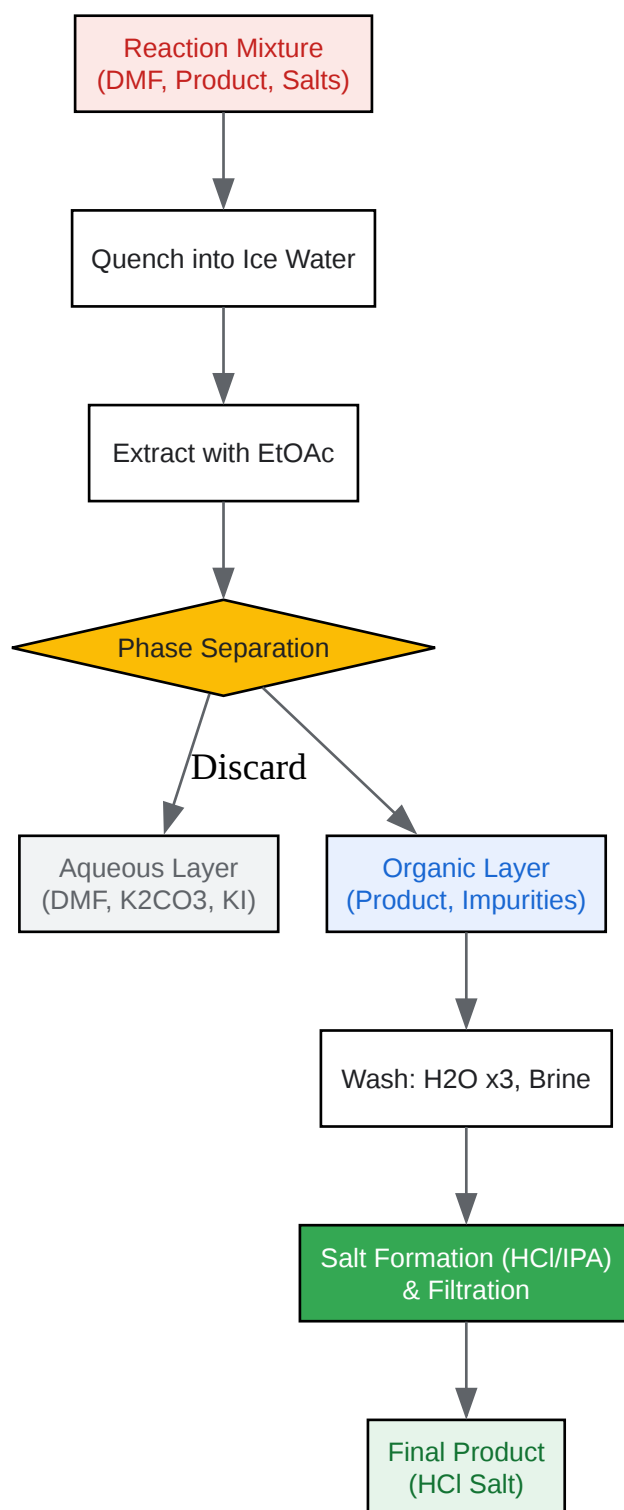 Reaction Mixture
(DMF, Product, Salts)
Quench into Ice Water
Extract with EtOAc
Phase Separation
Discard
Aqueous Layer
(DMF, K2CO3, KI)
Organic Layer
(Product, Impurities)
Wash: H2O x3, Brine
Salt Formation (HCl/IPA)
& Filtration
Final Product
(HCl Salt)